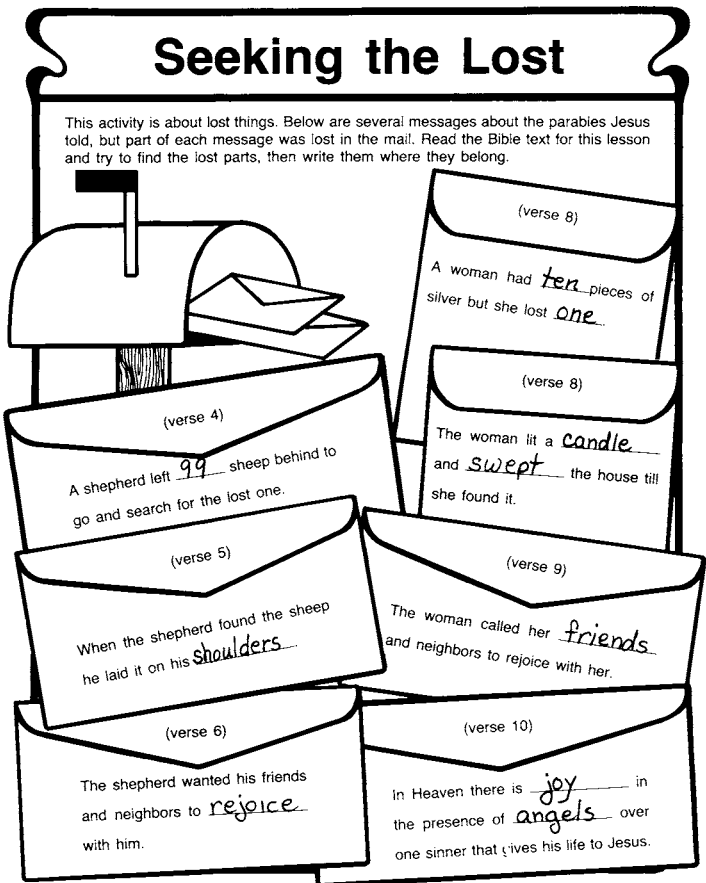 Seeking the Lost
This activity is about lost things. Below are several messages about the parables Jesus
told, but part of each message was lost in the mail. Read the Bible text for this lesson
and try to find the lost parts, then write them where they belong.
(verse 8)
A woman had ten pieces of
silver but she lost one.
(verse 8)
The woman lit a candle
and swept the house till
she found it.
(verse 4)
A shepherd left 99 sheep behind to
go and search for the lost one.
(verse 5)
When the shepherd found the sheep
he laid it on his shoulders.
(verse 9)
The woman called her friends
and neighbors to rejoice with her.
(verse 6)
The shepherd wanted his friends
and neighbors to rejoice
with him.
(verse 10)
In Heaven there is joy in
the presence of angels over
one sinner that gives his life to Jesus.